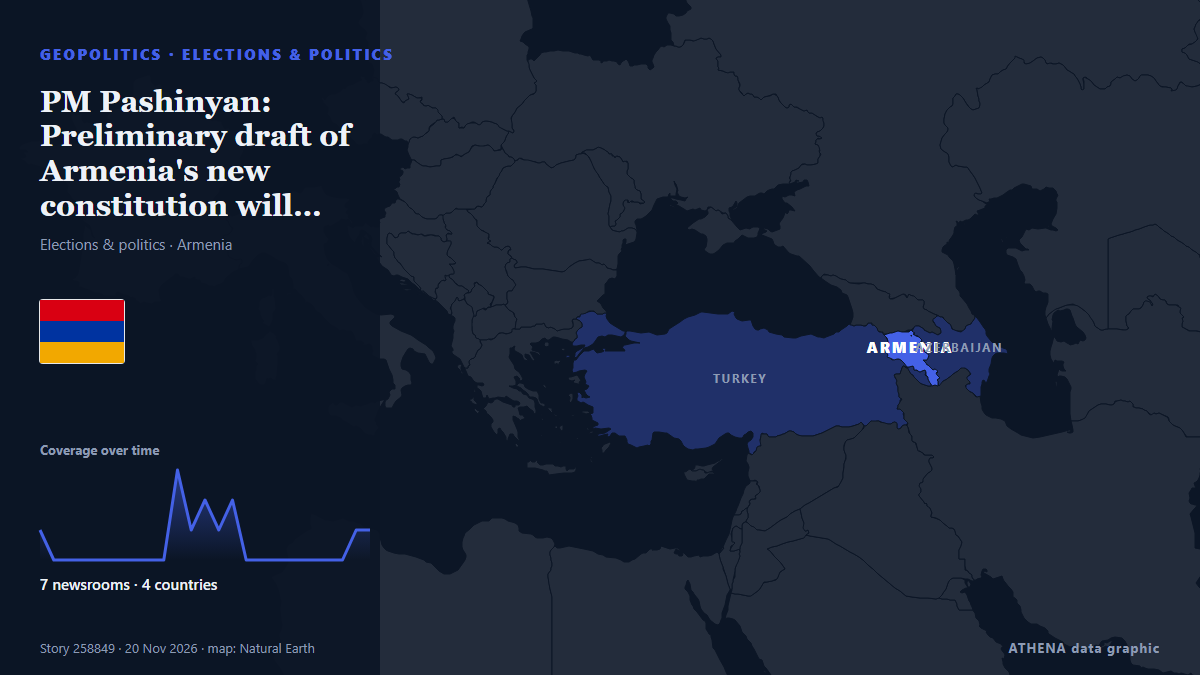 GEOPOLITICS · ELECTIONS & POLITICS
PM Pashinyan:
Preliminary draft of
Armenia's new
constitution will...
Elections & politics · Armenia
ARMENIA
AZERBAIJAN
TURKEY
Coverage over time
7 newsrooms · 4 countries
Story 258849 · 20 Nov 2026 · map: Natural Earth
ATHENA data graphic